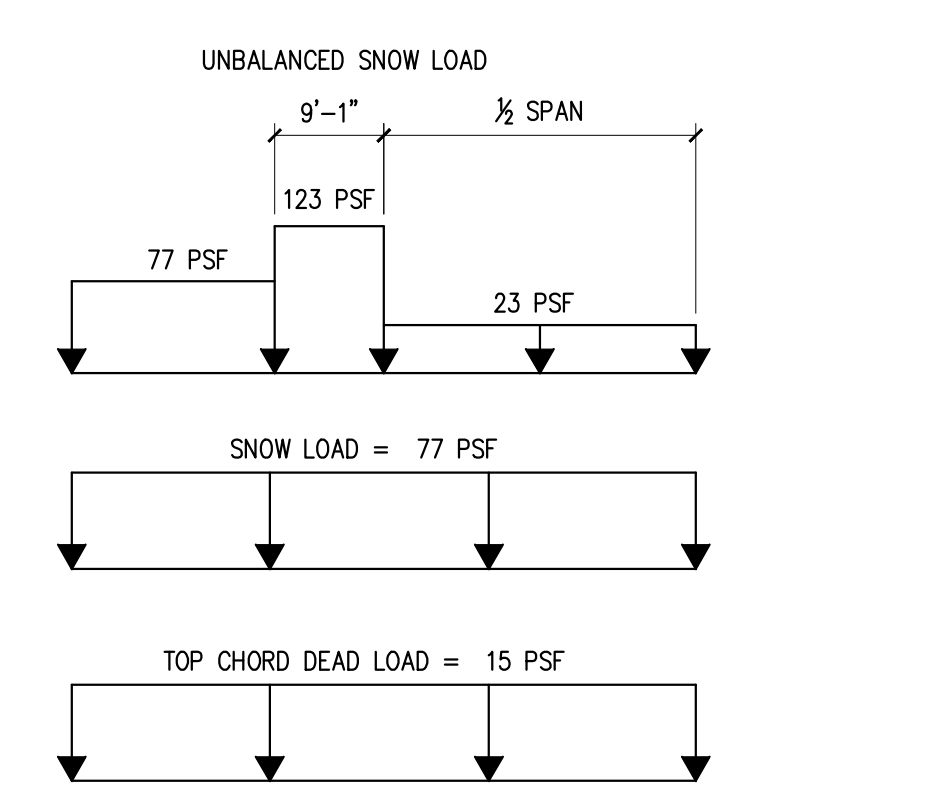 UNBALANCED SNOW LOAD
9'-1" ½ SPAN
123 PSF
77 PSF
23 PSF
SNOW LOAD = 77 PSF
TOP CHORD DEAD LOAD = 15 PSF